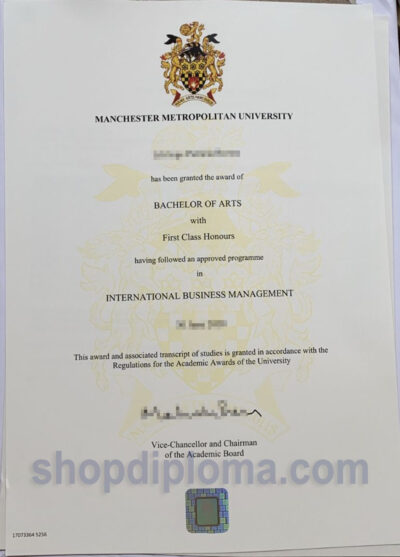 MANCHESTER METROPOLITAN UNIVERSITY
has been granted the award of
BACHELOR OF ARTS
with
First Class Honours
having followed an approved programme
in
INTERNATIONAL BUSINESS MANAGEMENT
This award and associated transcript of studies is granted in accordance with the
Regulations for the Academic Awards of the University
Vice-Chancellor and Chairman
of the Academic Board
shopdiploma.com
17073364 5256